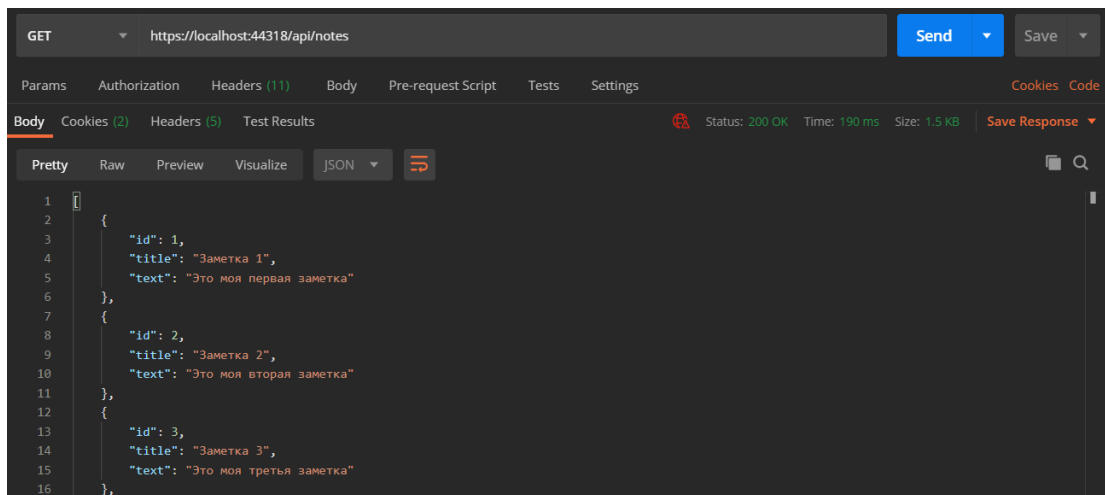 GET https://localhost:44318/api/notes Send Save
Params Authorization Headers (11) Body Pre-request Script Tests Settings Cookies Code
Body Cookies (2) Headers (5) Test Results Status: 200 OK Time: 190 ms Size: 1.5 KB Save Response
Pretty Raw Preview Visualize JSON
1 [
2 {
3 "id": 1,
4 "title": "Заметка 1",
5 "text": "Это моя первая заметка"
6 },
7 {
8 "id": 2,
9 "title": "Заметка 2",
10 "text": "Это моя вторая заметка"
11 },
12 {
13 "id": 3,
14 "title": "Заметка 3",
15 "text": "Это моя третья заметка"
16 },